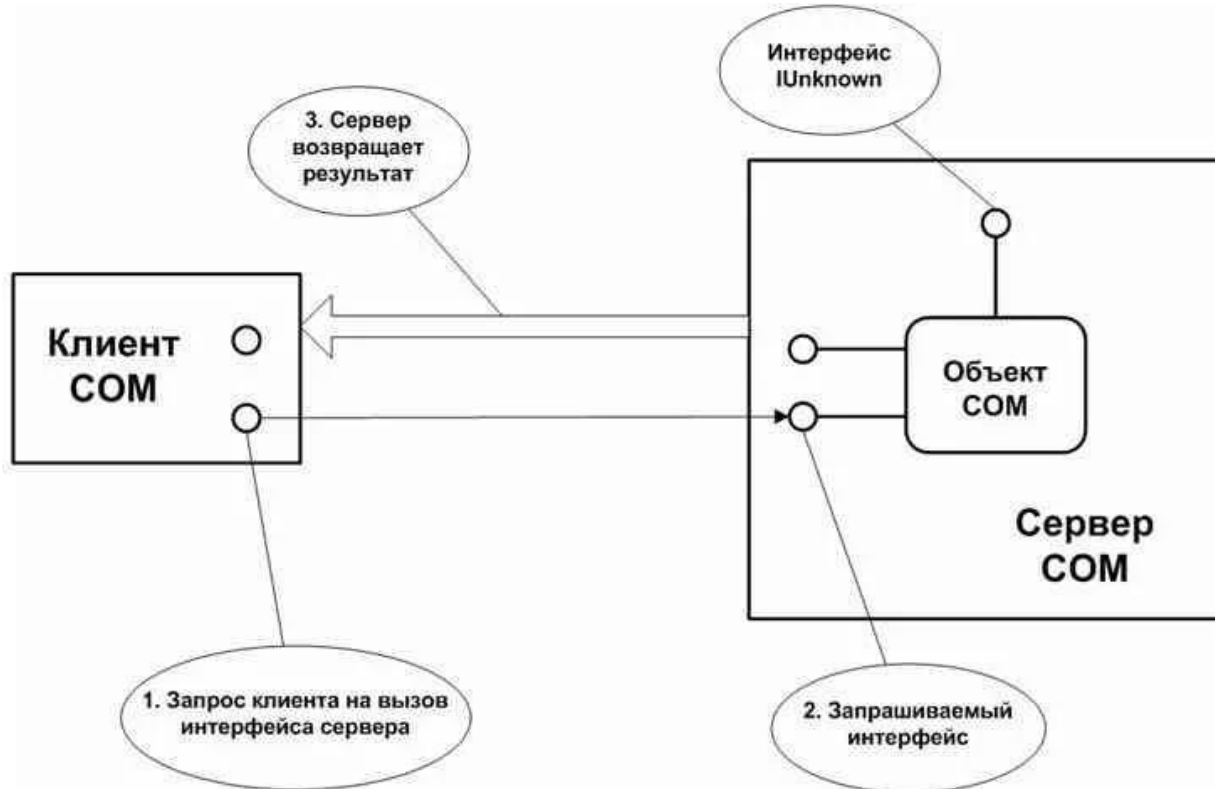 Интерфейс
IUnknown
3. Сервер
возвращает
результат
Клиент
COM
Объект
COM
Сервер
COM
1. Запрос клиента на вызов
интерфейса сервера
2. Запрашиваемый
интерфейс